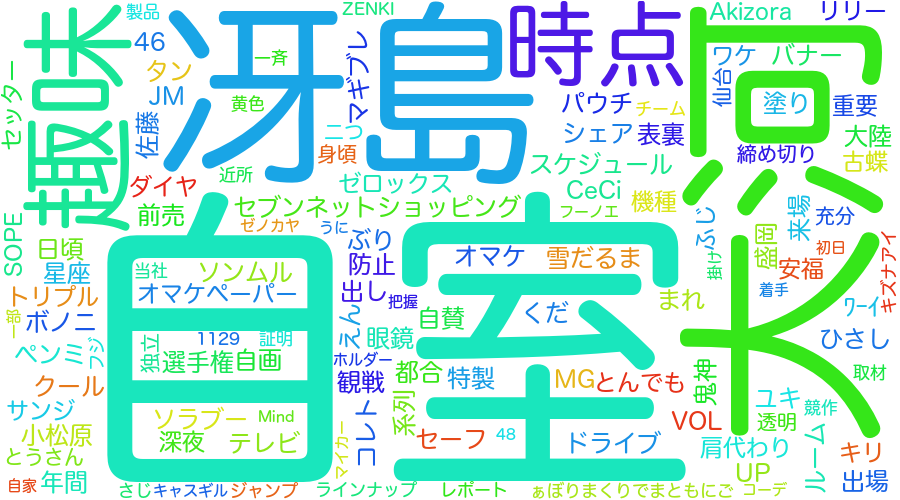 製品
ZENKI
46
タン
JM
趣味
セッター
冴島
一斉
黄色
マギブレ
佐藤
二つ
身頃
近所
時点
Akizora
リリー
ワケ
バナー
仙台
パウチ
チーム
塗り
重要
シェア
表裏
締め切り
大陸
古蝶
ダイヤ
ゼロックス
スケジュール
CeCi
機種
前売
セブンネットショッピング
ゼノカヤ
うに
フーノエ
SOPE
日頃
星座
当社
ソンムル
トリプル
オマケペーパー
一部
ボノニ
自室
ぶり
防止
出し
把握
オマケ
雪だるま
まれ
ふじ
掛け
盛岡
来場
充分
初日
安福
キズナアイ
着手
ワーイ
ひさし
ペンミ
フジ
独立
1129
証明
選手権
自画
えん
眼鏡
自賛
くだ
ホルダー
観戦
都合
特製
MG
とんでも
鬼神
取材
クール
サンジ
小松原
とうさん
自家
年間
ソラブー
Mind
深夜
テレビ
マイカー
コレト
系列
セーフ
48
ドライブ
VOL
ユキ
競作
透明
肩代わり
ルーム
キリ
UP
出場
さじ
キャスギル
ジャンプ
ラインナップ
レポート
ぁぼりまくりでまともにご
コーデ